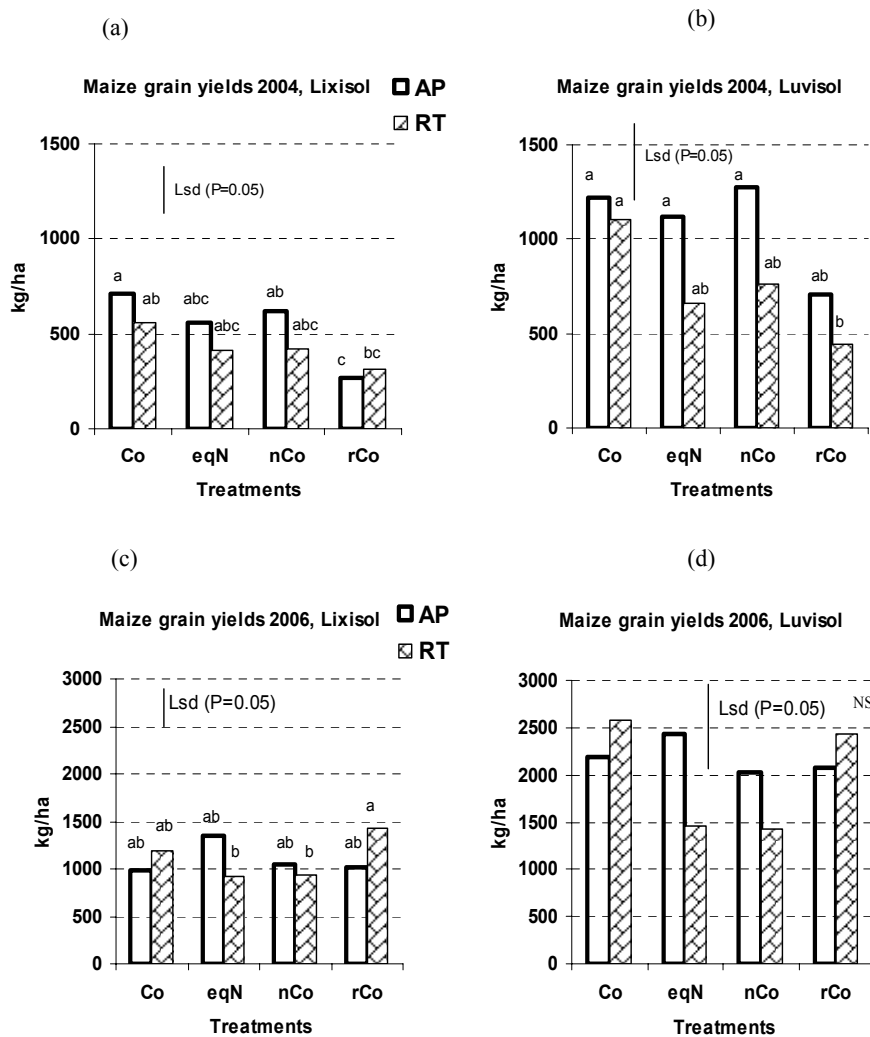 (a)
Maize grain yields 2004, Lixisol
AP
RT
1500
1000
500
0
kg/ha
Lsd (P=0.05)
a
ab
abc
abc
ab
abc
c
bc
Co
eqN
nCo
rCo
Treatments
(b)
Maize grain yields 2004, Luvisol
1500
1000
500
0
kg/ha
Lsd (P=0.05)
a
a
a
ab
a
ab
ab
b
Co
eqN
nCo
rCo
Treatments
(c)
Maize grain yields 2006, Lixisol
AP
RT
3000
2500
2000
1500
1000
500
0
kg/ha
Lsd (P=0.05)
ab
ab
b
ab
b
ab
a
Co
eqN
nCo
rCo
Treatments
(d)
Maize grain yields 2006, Luvisol
3000
2500
2000
1500
1000
500
0
kg/ha
Lsd (P=0.05)
NS
Co
eqN
nCo
rCo
Treatments